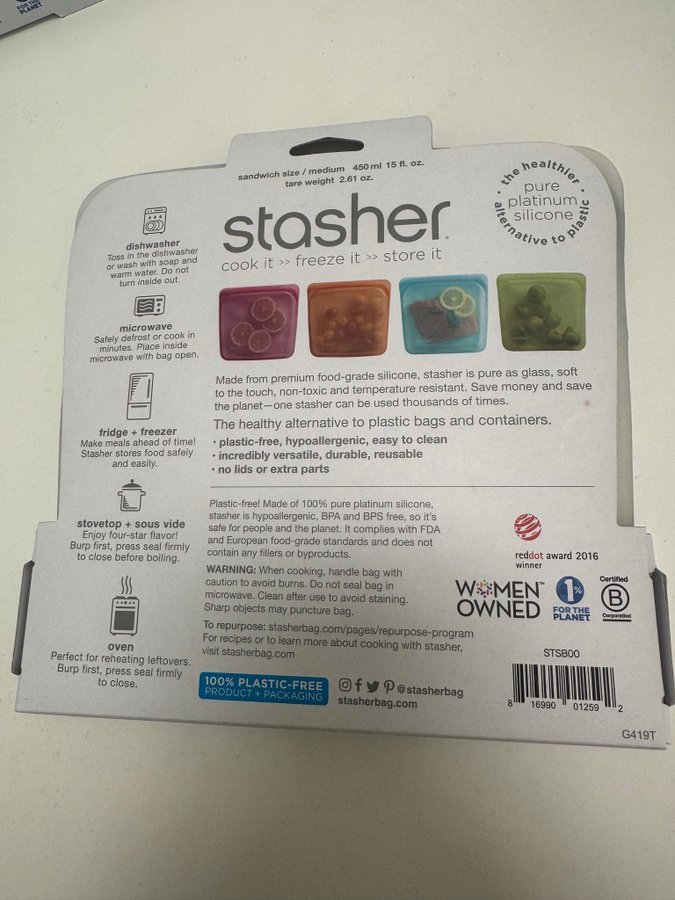 FOR THE
PLANET
sandwich size / medium 450 ml 15 fl. oz.
tare weight 2.61 oz.
stasher
cook it >> freeze it >> store it
· the healthier ·
pure
platinum
silicone
alternative to plastic
dishwasher
Toss in the dishwasher
or wash with soap and
warm water. Do not
turn inside out.
microwave
Safely defrost or cook in
minutes. Place inside
microwave with bag open.
fridge + freezer
Make meals ahead of time!
Stasher stores food safely
and easily.
stovetop + sous vide
Enjoy four-star flavor!
Burp first, press seal firmly
to close before boiling.
oven
Perfect for reheating leftovers.
Burp first, press seal firmly
to close.
Made from premium food-grade silicone, stasher is pure as glass, soft
to the touch, non-toxic and temperature resistant. Save money and save
the planet—one stasher can be used thousands of times.
The healthy alternative to plastic bags and containers.
· plastic-free, hypoallergenic, easy to clean
· incredibly versatile, durable, reusable
· no lids or extra parts
Plastic-free! Made of 100% pure platinum silicone,
stasher is hypoallergenic, BPA and BPS free, so it's
safe for people and the planet. It complies with FDA
and European food-grade standards and does not
contain any fillers or byproducts.
WARNING: When cooking, handle bag with
caution to avoid burns. Do not seal bag in
microwave. Clean after use to avoid staining.
Sharp objects may puncture bag.
To repurpose: stasherbag.com/pages/repurpose-program
For recipes or to learn more about cooking with stasher,
visit stasherbag.com
100% PLASTIC-FREE
PRODUCT + PACKAGING
@stasherbag
stasherbag.com
reddot award 2016
winner
WOMEN™
OWNED
1%
FOR THE
PLANET
Certified
B
Corporation
STSB00
8 16990 01259 2
G419T